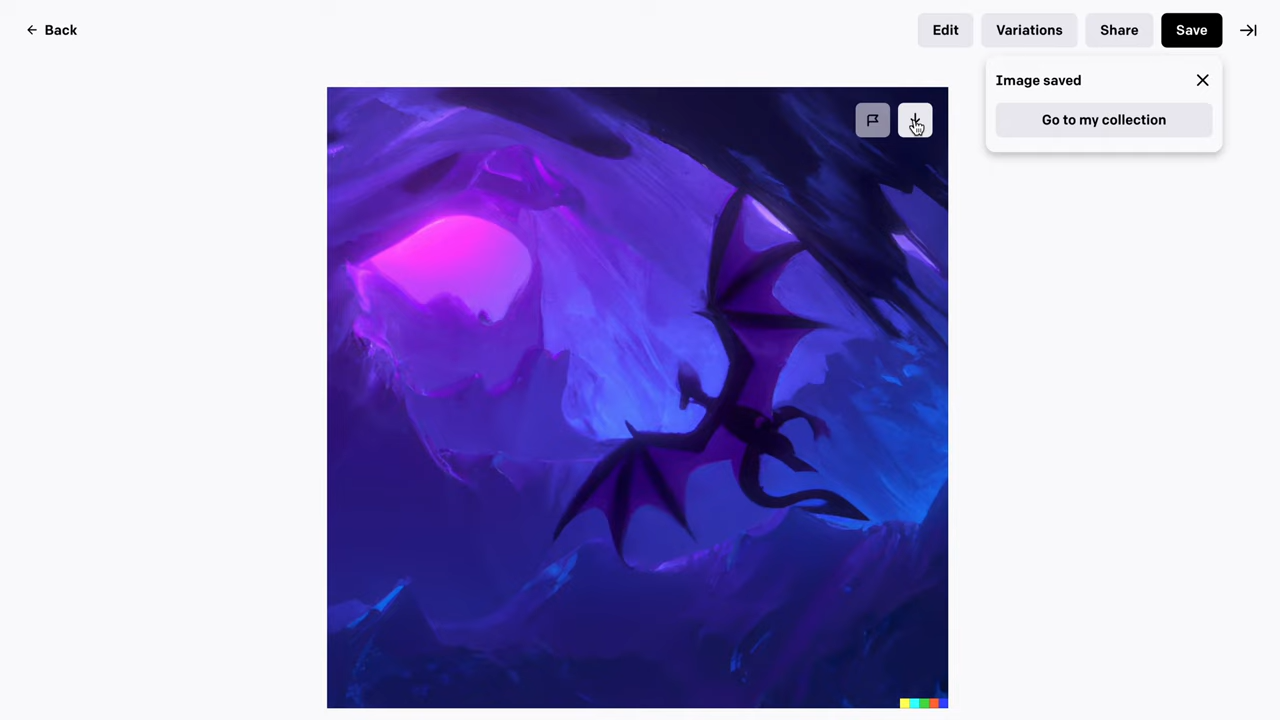 Back
Edit
Variations
Share
Save
Image saved
Go to my collection